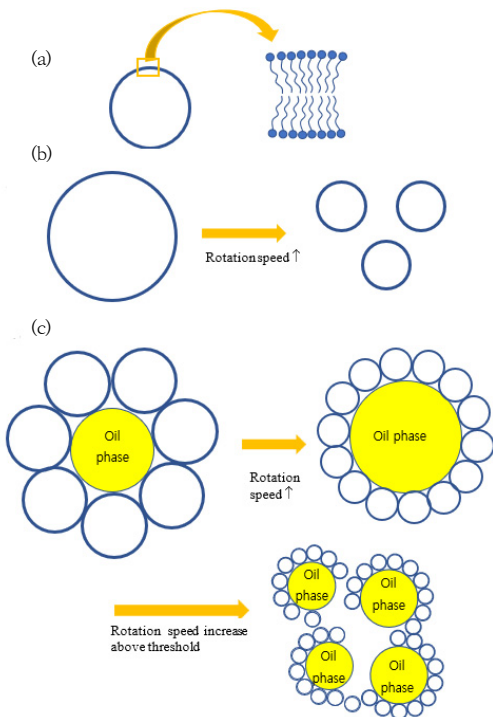 (a)
(b)
Rotation speed ↑
(c)
Oil
phase
Rotation
speed ↑
Oil phase
Rotation speed increase
above threshold
Oil
phase
Oil
phase
Oil
phase
Oil
phase